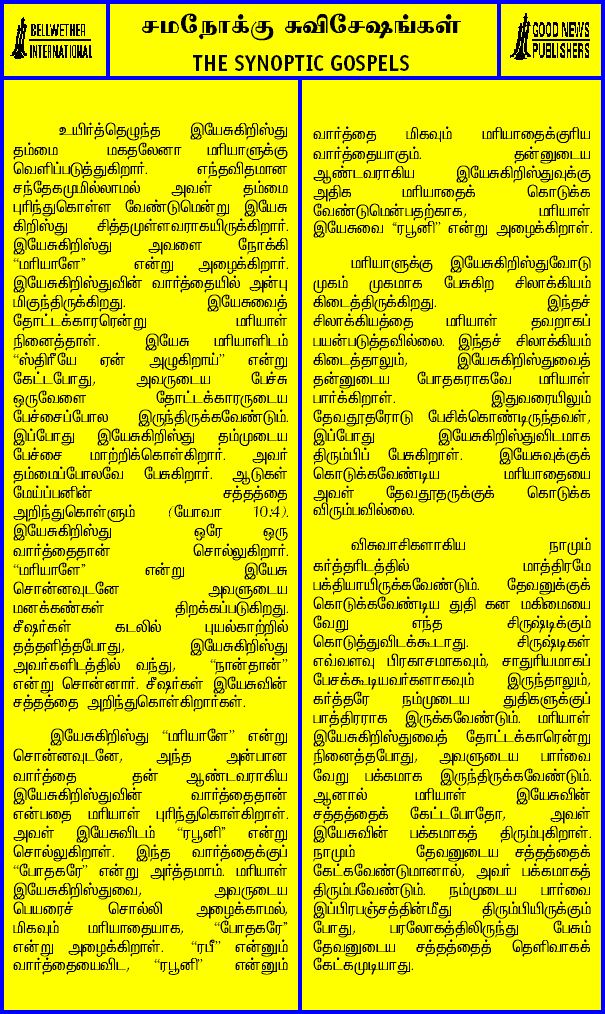 BELLWETHER
INTERNATIONAL
சமநோக்கு சுவிசேஷங்கள்
THE SYNOPTIC GOSPELS
GOOD NEWS
PUBLISHERS
உயிர்த்தெழுந்த இயேசுகிறிஸ்து
தம்மை மகதலேனா மரியாளுக்கு
வெளிப்படுத்துகிறார். எந்தவிதமான
சந்தேகமுமில்லாமல் அவள் தம்மை
புரிந்துகொள்ள வேண்டுமென்று இயேசு
கிறிஸ்து சித்தமுள்ளவராகயிருக்கிறார்.
இயேசுகிறிஸ்து அவளை நோக்கி
“மரியாளே” என்று அழைக்கிறார்.
இயேசுகிறிஸ்துவின் வார்த்தையில் அன்பு
மிகுந்திருக்கிறது. இயேசுவைத்
தோட்டக்காரரென்று மரியாள்
நினைத்தாள். இயேசு மரியாளிடம்
“ஸ்திரீயே ஏன் அழுகிறாய்” என்று
கேட்டபோது, அவருடைய பேச்சு
ஒருவேளை தோட்டக்காரருடைய
பேச்சைப்போல இருந்திருக்கவேண்டும்.
இப்போது இயேசுகிறிஸ்து தம்முடைய
பேச்சை மாற்றிக்கொள்கிறார். அவர்
தம்மைப்போலவே பேசுகிறார். ஆடுகள்
மேய்ப்பனின் சத்தத்தை
அறிந்துகொள்ளும் (யோவா 10:4).
இயேசுகிறிஸ்து ஒரே ஒரு
வார்த்தைதான் சொல்லுகிறார்.
“மரியாளே” என்று இயேசு
சொன்னவுடனே அவளுடைய
மனக்கண்கள் திறக்கப்படுகிறது.
சீஷர்கள் கடலில் புயல்காற்றில்
தத்தளித்தபோது, இயேசுகிறிஸ்து
அவர்களிடத்தில் வந்து, “நான்தான்”
என்று சொன்னார். சீஷர்கள் இயேசுவின்
சத்தத்தை அறிந்துகொள்கிறார்கள்.
இயேசுகிறிஸ்து “மரியாளே” என்று
சொன்னவுடனே, அந்த அன்பான
வார்த்தை தன் ஆண்டவராகிய
இயேசுகிறிஸ்துவின் வார்த்தைதான்
என்பதை மரியாள் புரிந்துகொள்கிறாள்.
அவள் இயேசுவிடம் “ரபூனி” என்று
சொல்லுகிறாள். இந்த வார்த்தைக்குப்
“போதகரே” என்று அர்த்தமாம். மரியாள்
இயேசுகிறிஸ்துவை, அவருடைய
பெயரைச் சொல்லி அழைக்காமல்,
மிகவும் மரியாதையாக, “போதகரே”
என்று அழைக்கிறாள். “ரபீ” என்னும்
வார்த்தையைவிட, “ரபூனி” என்னும்
வார்த்தை மிகவும் மரியாதைக்குரிய
வார்த்தையாகும். தன்னுடைய
ஆண்டவராகிய இயேசுகிறிஸ்துவுக்கு
அதிக மரியாதைக் கொடுக்க
வேண்டுமென்பதற்காக, மரியாள்
இயேசுவை “ரபூனி” என்று அழைக்கிறாள்.
மரியாளுக்கு இயேசுகிறிஸ்துவோடு
முகம் முகமாக பேசுகிற சிலாக்கியம்
கிடைத்திருக்கிறது. இந்தச்
சிலாக்கியத்தை மரியாள் தவறாகப்
பயன்படுத்தவில்லை. இந்தச் சிலாக்கியம்
கிடைத்தாலும், இயேசுகிறிஸ்துவைத்
தன்னுடைய போதகராகவே மரியாள்
பார்க்கிறாள். இதுவரையிலும்
தேவதூதரோடு பேசிக்கொண்டிருந்தவள்,
இப்போது இயேசுகிறிஸ்துவிடமாக
திரும்பிப் பேசுகிறாள். இயேசுவுக்குக்
கொடுக்கவேண்டிய மரியாதையை
அவள் தேவதூதருக்குக் கொடுக்க
விரும்பவில்லை.
விசுவாசிகளாகிய நாமும்
கர்த்தரிடத்தில் மாத்திரமே
பக்தியாயிருக்கவேண்டும். தேவனுக்குக்
கொடுக்கவேண்டிய துதி கன மகிமையை
வேறு எந்த சிருஷ்டிக்கும்
கொடுத்துவிடக்கூடாது. சிருஷ்டிகள்
எவ்வளவு பிரகாசமாகவும், சாதுரியமாகப்
பேசக்கூடியவர்களாகவும் இருந்தாலும்,
கர்த்தரே நம்முடைய துதிகளுக்குப்
பாத்திரராக இருக்கவேண்டும். மரியாள்
இயேசுகிறிஸ்துவைத் தோட்டக்காரென்று
நினைத்தபோது, அவளுடைய பார்வை
வேறு பக்கமாக இருந்திருக்கவேண்டும்.
ஆனால் மரியாள் இயேசுவின்
சத்தத்தைக் கேட்டபோதோ, அவள்
இயேசுவின் பக்கமாகத் திரும்புகிறாள்.
நாமும் தேவனுடைய சத்தத்தைக்
கேட்கவேண்டுமானால், அவர் பக்கமாகத்
திரும்பவேண்டும். நம்முடைய பார்வை
இப்பிரபஞ்சத்தின்மீது திரும்பியிருக்கும்
போது, பரலோகத்திலிருந்து பேசும்
தேவனுடைய சத்தத்தைத் தெளிவாகக்
கேட்கமுடியாது.